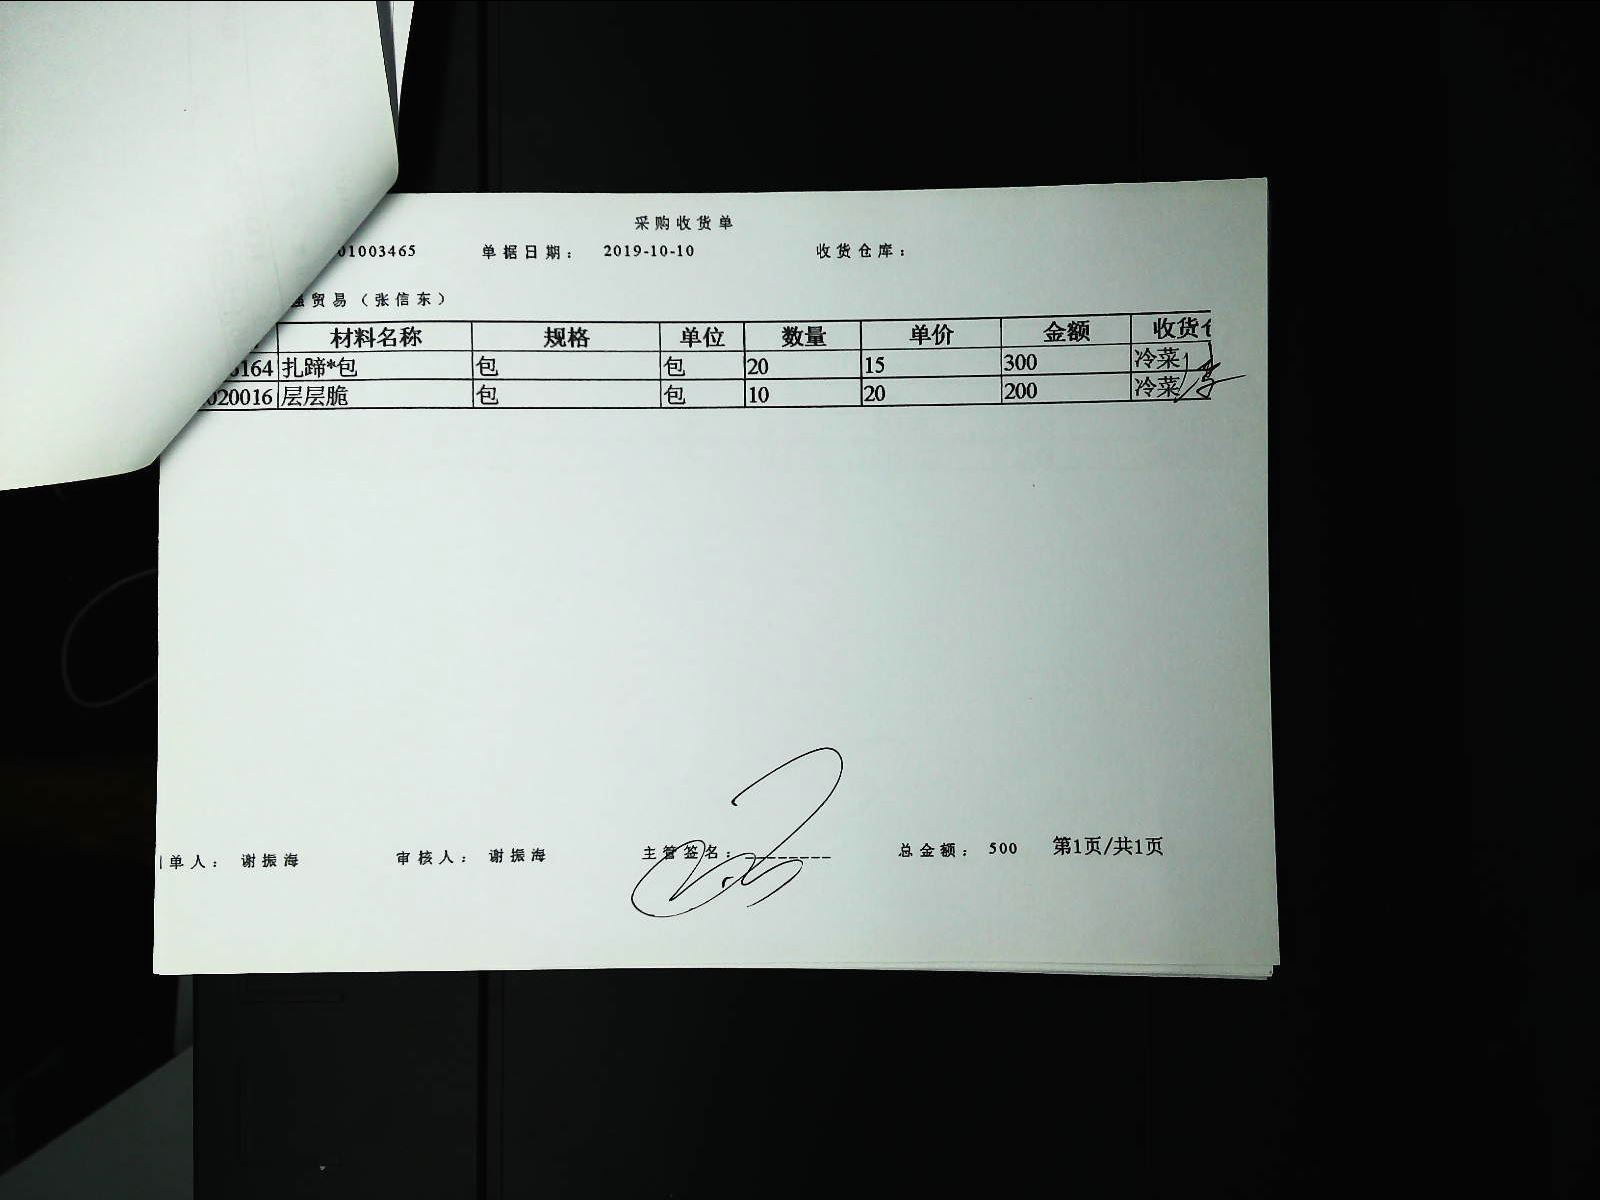 采购收货单
01003465 单据日期： 2019-10-10 收货仓库：
贸易（张信东）
材料名称 规格 单位 数量 单价 金额 收货
164 扎蹄*包 包 包 20 15 300 冷菜
020016 层层脆 包 包 10 20 200 冷菜
单人： 谢振海 审核人： 谢振海 主管签名：________ 总金额： 500 第1页/共1页